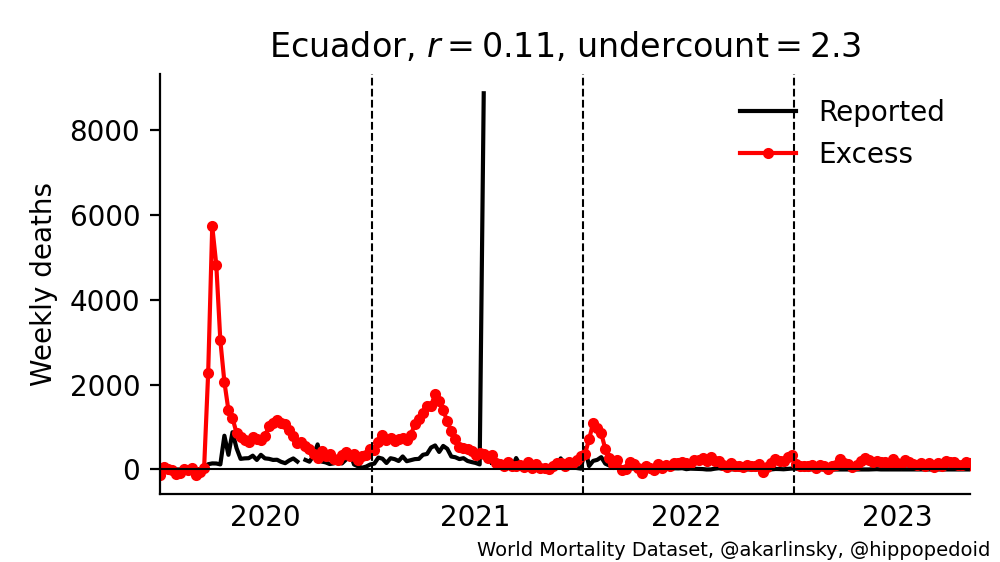 Ecuador, r = 0.11, undercount = 2.3
Reported
Excess
Weekly deaths
8000
6000
4000
2000
0
2020 2021 2022 2023
World Mortality Dataset, @akarlinsky, @hippopedoid